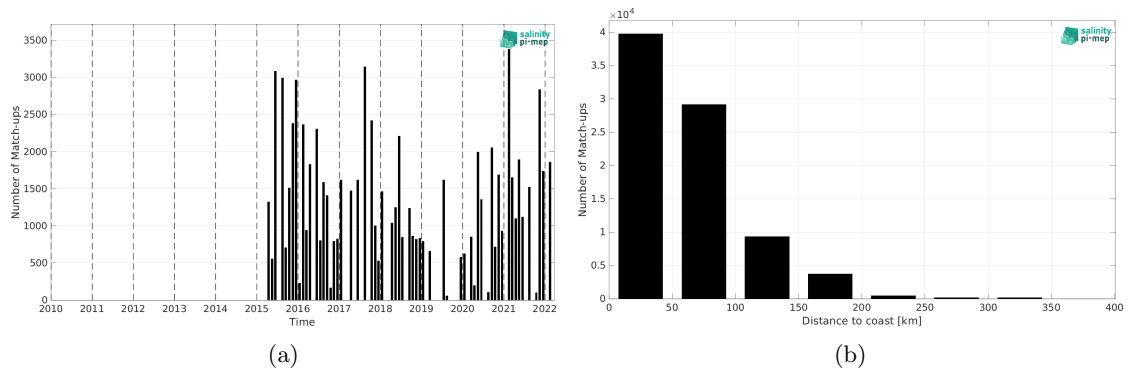 salinity
pi-mep
3500
3000
2500
2000
1500
1000
500
0
Number of Match-ups
2010 2011 2012 2013 2014 2015 2016 2017 2018 2019 2020 2021 2022
Time
(a)
×10⁴
salinity
pi-mep
4
3.5
3
2.5
2
1.5
1
0.5
0
Number of Match-ups
0 50 100 150 200 250 300 350 400
Distance to coast [km]
(b)